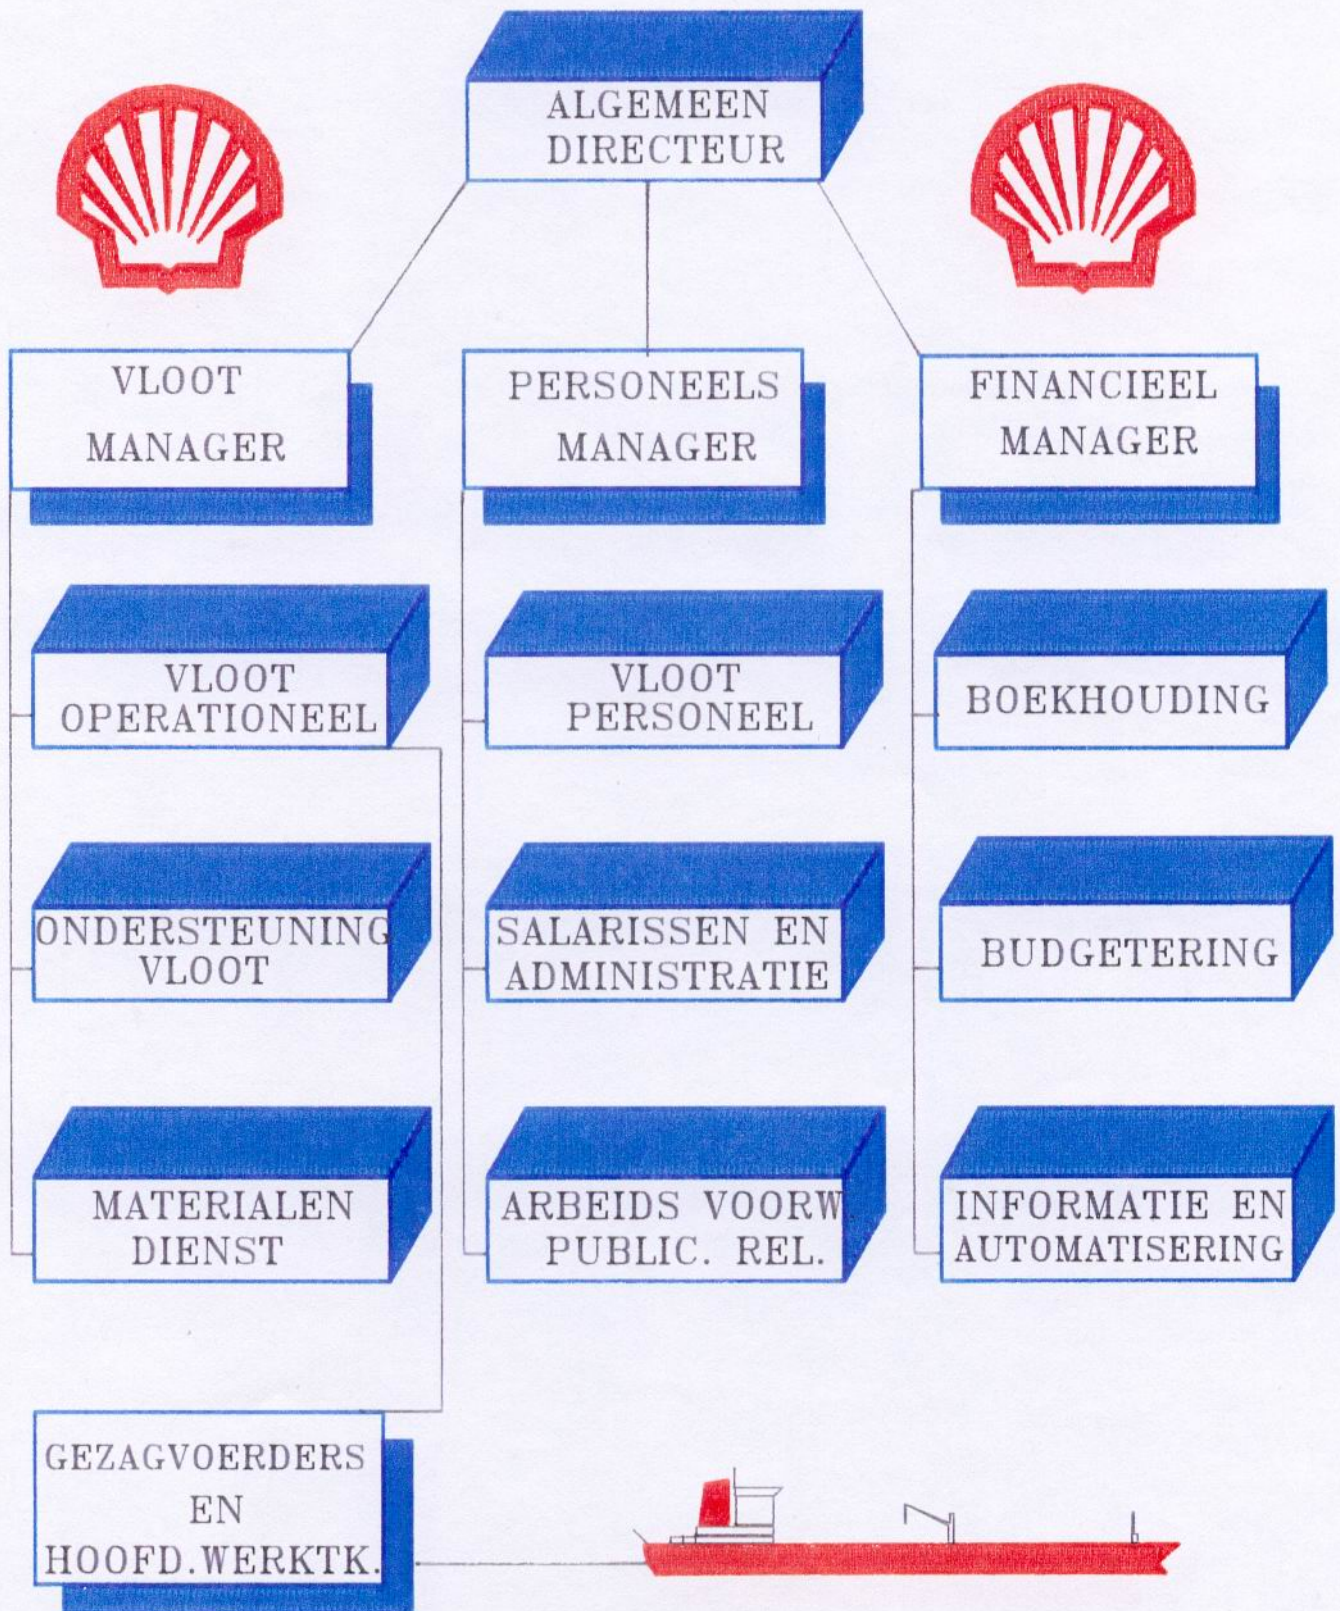 ALGEMEEN
DIRECTEUR
VLOOT
MANAGER
PERSONEELS
MANAGER
FINANCIEEL
MANAGER
VLOOT
OPERATIONEEL
VLOOT
PERSONEEL
BOEKHOUDING
ONDERSTEUNING
VLOOT
SALARISSEN EN
ADMINISTRATIE
BUDGETERING
MATERIALEN
DIENST
ARBEIDS VOORW.
PUBLIC. REL.
INFORMATIE EN
AUTOMATISERING
GEZAGVOERDERS
EN
HOOFD.WERKTK.